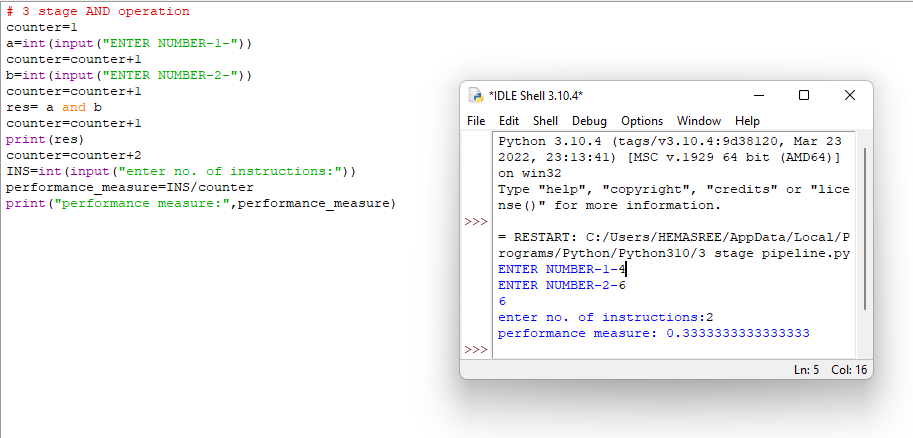 # 3 stage AND operation
counter=1
a=int(input("ENTER NUMBER-1-"))
counter=counter+1
b=int(input("ENTER NUMBER-2-"))
counter=counter+1
res= a and b
counter=counter+1
print(res)
counter=counter+2
INS=int(input("enter no. of instructions:"))
performance_measure=INS/counter
print("performance measure:",performance_measure)
*IDLE Shell 3.10.4*
File Edit Shell Debug Options Window Help
Python 3.10.4 (tags/v3.10.4:9d38120, Mar 23
2022, 23:13:41) [MSC v.1929 64 bit (AMD64)]
on win32
Type "help", "copyright", "credits" or "lice
nse()" for more information.
>>>
= RESTART: C:/Users/HEMASREE/AppData/Local/P
rograms/Python/Python310/3 stage pipeline.py
ENTER NUMBER-1-4
ENTER NUMBER-2-6
6
enter no. of instructions:2
performance measure: 0.3333333333333333
>>>
Ln: 5 Col: 16